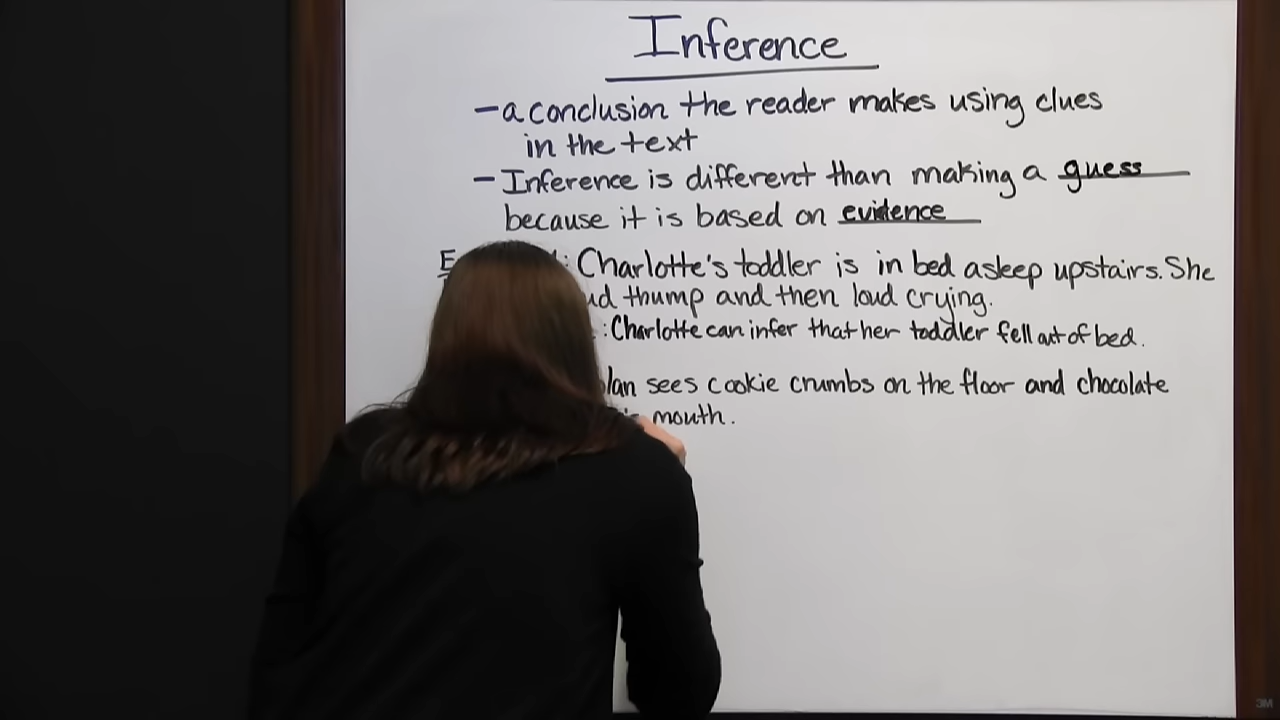 Inference
- a conclusion the reader makes using clues
in the text
- Inference is different than making a guess
because it is based on evidence
: Charlotte's toddler is in bed asleep upstairs. She
thump and then loud crying.
: Charlotte can infer that her toddler fell out of bed.
sees cookie crumbs on the floor and chocolate
mouth.
3M